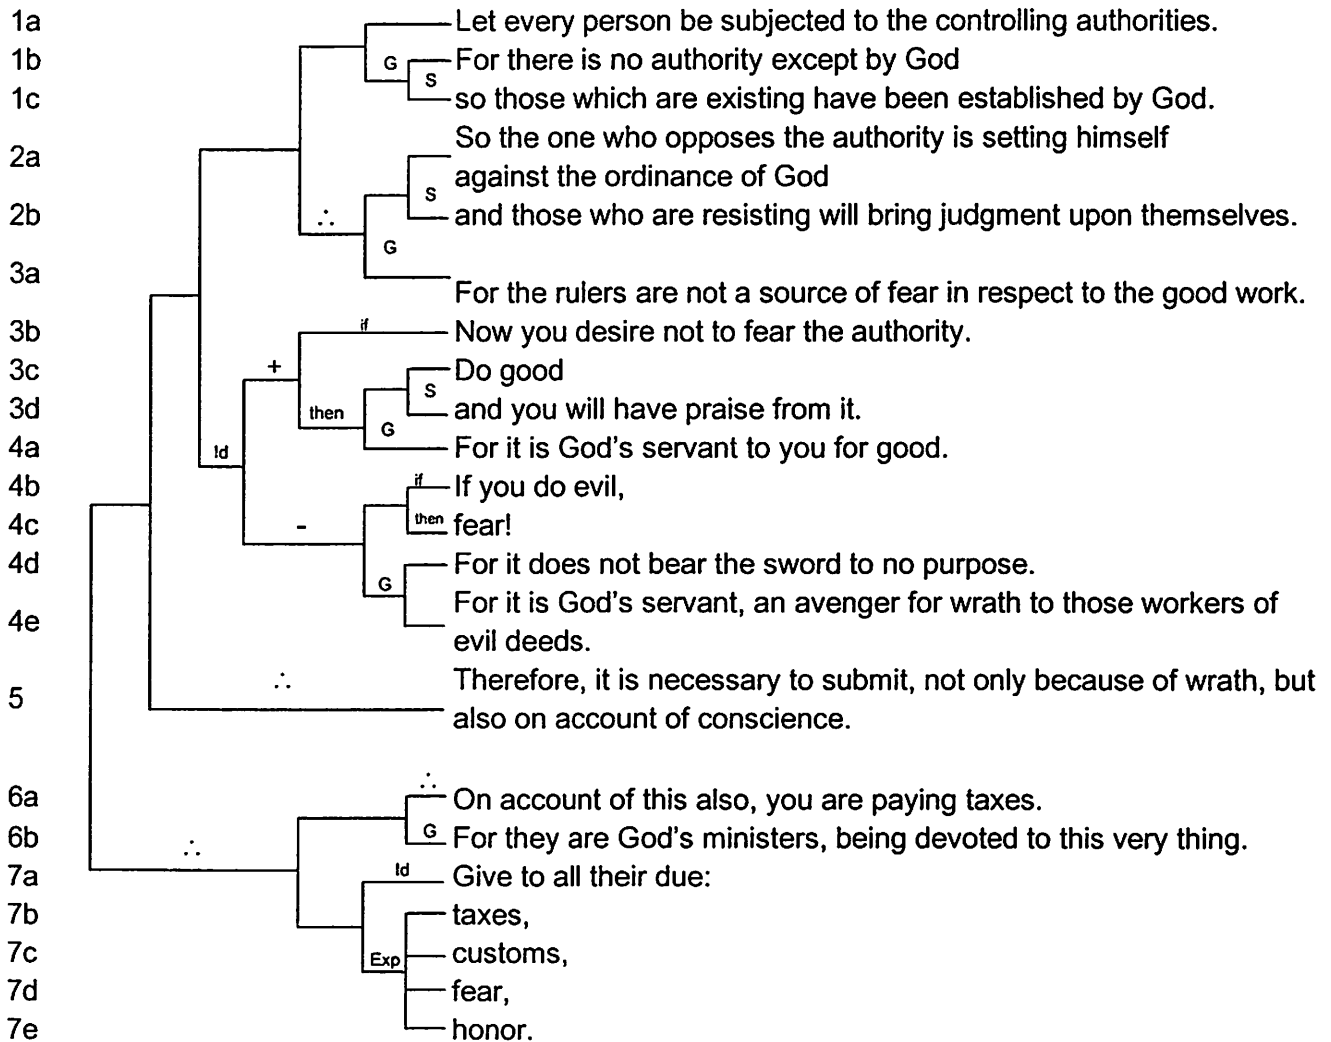 1a Let every person be subjected to the controlling authorities.
1b G For there is no authority except by God
S
1c so those which are existing have been established by God.
So the one who opposes the authority is setting himself
2a
against the ordinance of God
S
2b ∴ and those who are resisting will bring judgment upon themselves.
G
3a
For the rulers are not a source of fear in respect to the good work.
3b if Now you desire not to fear the authority.
3c + Do good
S
3d then and you will have praise from it.
G
4a Id For it is God's servant to you for good.
4b if If you do evil,
4c - then fear!
4d For it does not bear the sword to no purpose.
G
4e For it is God's servant, an avenger for wrath to those workers of
evil deeds.
5 ∴ Therefore, it is necessary to submit, not only because of wrath, but
also on account of conscience.
∴
6a On account of this also, you are paying taxes.
6b G For they are God's ministers, being devoted to this very thing.
∴
7a Id Give to all their due:
7b taxes,
7c Exp customs,
7d fear,
7e honor.